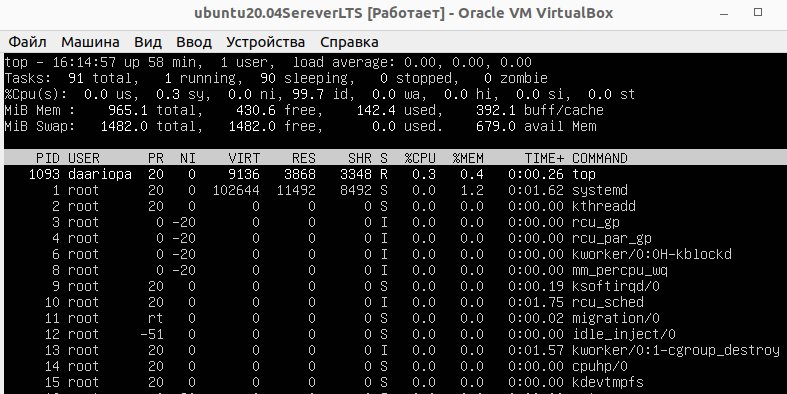 ubuntu20.04SereverLTS [Работает] - Oracle VM VirtualBox
Файл Машина Вид Ввод Устройства Справка
top - 16:14:57 up 58 min, 1 user, load average: 0.00, 0.00, 0.00
Tasks: 91 total, 1 running, 90 sleeping, 0 stopped, 0 zombie
%Cpu(s): 0.0 us, 0.3 sy, 0.0 ni, 99.7 id, 0.0 wa, 0.0 hi, 0.0 si, 0.0 st
MiB Mem : 965.1 total, 430.6 free, 142.4 used, 392.1 buff/cache
MiB Swap: 1482.0 total, 1482.0 free, 0.0 used. 679.0 avail Mem
PID USER PR NI VIRT RES SHR S %CPU %MEM TIME+ COMMAND
1093 daariopa 20 0 9136 3868 3348 R 0.3 0.4 0:00.26 top
1 root 20 0 102644 11492 8492 S 0.0 1.2 0:01.62 systemd
2 root 20 0 0 0 0 S 0.0 0.0 0:00.00 kthreadd
3 root 0 -20 0 0 0 I 0.0 0.0 0:00.00 rcu_gp
4 root 0 -20 0 0 0 I 0.0 0.0 0:00.00 rcu_par_gp
6 root 0 -20 0 0 0 I 0.0 0.0 0:00.00 kworker/0:0H-kblockd
8 root 0 -20 0 0 0 I 0.0 0.0 0:00.00 mm_percpu_wq
9 root 20 0 0 0 0 S 0.0 0.0 0:00.19 ksoftirqd/0
10 root 20 0 0 0 0 I 0.0 0.0 0:01.75 rcu_sched
11 root rt 0 0 0 0 S 0.0 0.0 0:00.02 migration/0
12 root -51 0 0 0 0 S 0.0 0.0 0:00.00 idle_inject/0
13 root 20 0 0 0 0 I 0.0 0.0 0:01.57 kworker/0:1-cgroup_destroy
14 root 20 0 0 0 0 S 0.0 0.0 0:00.00 cpuhp/0
15 root 20 0 0 0 0 S 0.0 0.0 0:00.00 kdevtmpfs